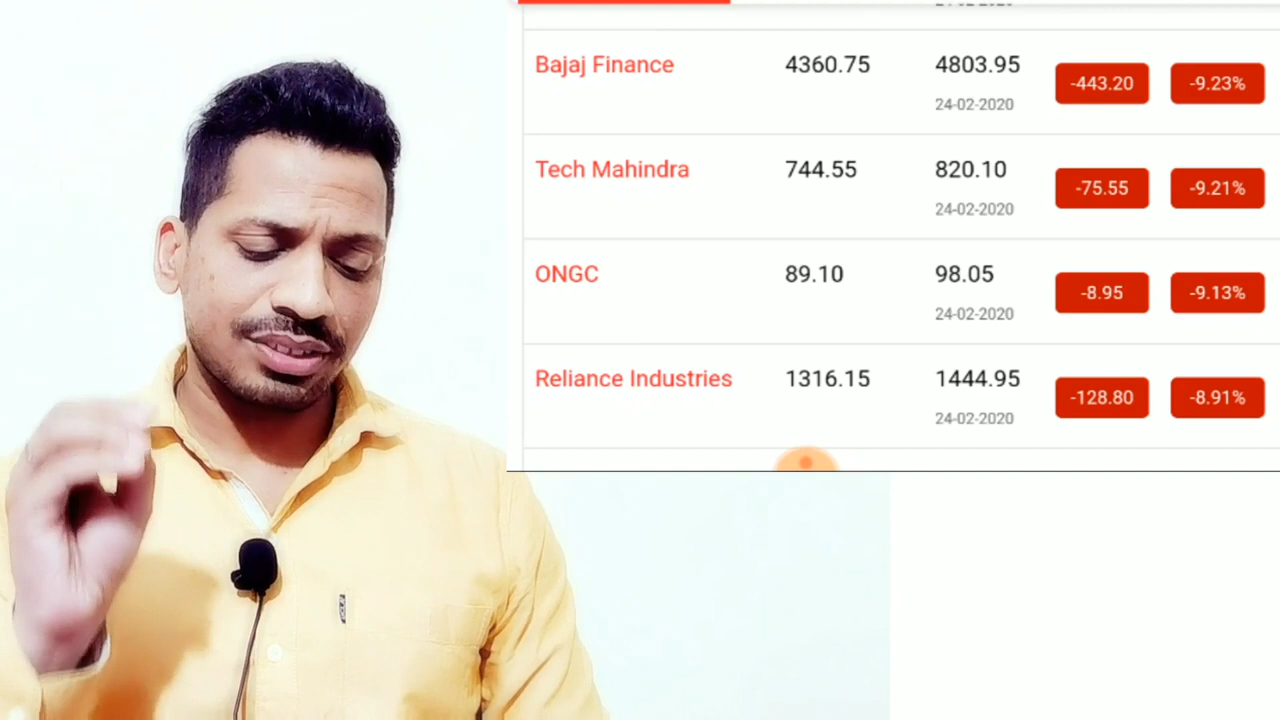 Bajaj Finance 4360.75 4803.95 -443.20 -9.23%
24-02-2020
Tech Mahindra 744.55 820.10 -75.55 -9.21%
24-02-2020
ONGC 89.10 98.05 -8.95 -9.13%
24-02-2020
Reliance Industries 1316.15 1444.95 -128.80 -8.91%
24-02-2020